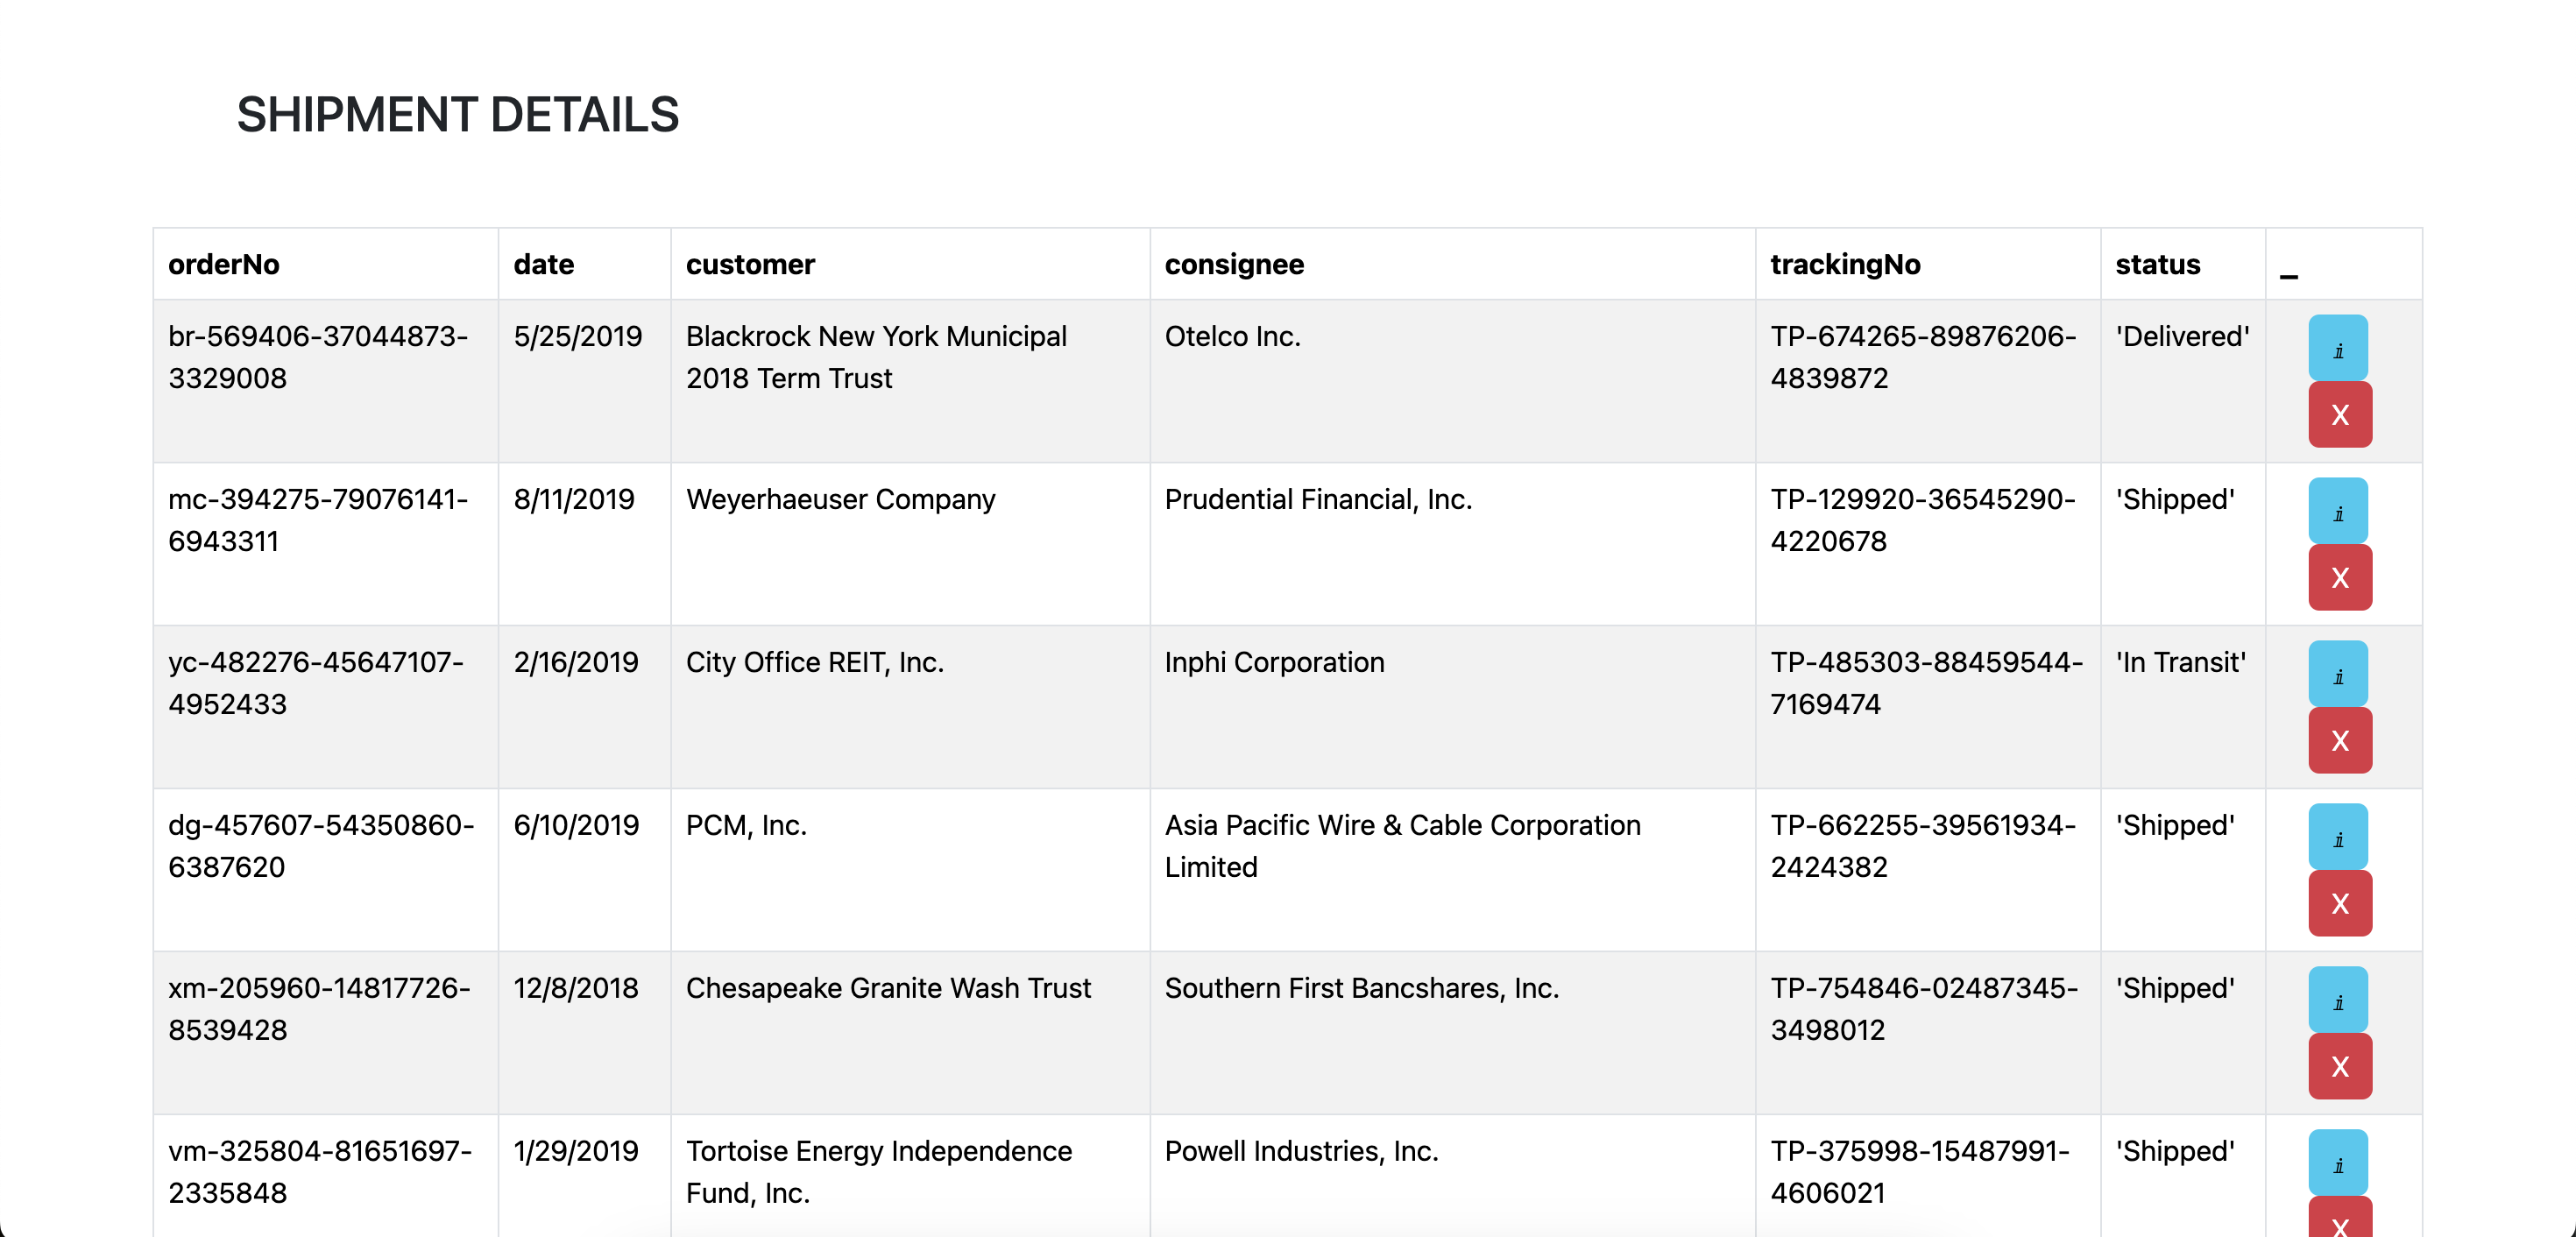 SHIPMENT DETAILS
orderNo date customer consignee trackingNo status _
br-569406-37044873- 5/25/2019 Blackrock New York Municipal Otelco Inc. TP-674265-89876206- 'Delivered' i
3329008 2018 Term Trust 4839872
X
mc-394275-79076141- 8/11/2019 Weyerhaeuser Company Prudential Financial, Inc. TP-129920-36545290- 'Shipped' i
6943311 4220678
X
yc-482276-45647107- 2/16/2019 City Office REIT, Inc. Inphi Corporation TP-485303-88459544- 'In Transit' i
4952433 7169474
X
dg-457607-54350860- 6/10/2019 PCM, Inc. Asia Pacific Wire & Cable Corporation TP-662255-39561934- 'Shipped' i
6387620 Limited 2424382
X
xm-205960-14817726- 12/8/2018 Chesapeake Granite Wash Trust Southern First Bancshares, Inc. TP-754846-02487345- 'Shipped' i
8539428 3498012
X
vm-325804-81651697- 1/29/2019 Tortoise Energy Independence Powell Industries, Inc. TP-375998-15487991- 'Shipped' i
2335848 Fund, Inc. 4606021
X